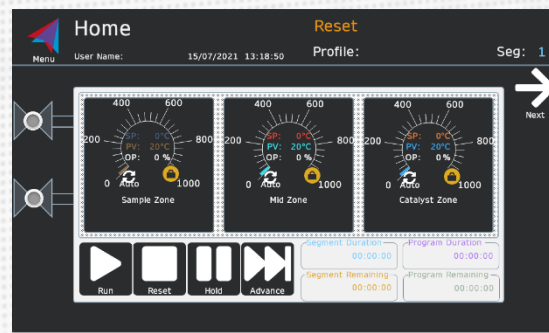 Home
Reset
Menu
User Name:
15/07/2021 13:18:50
Profile:
Seg: 1
Next
400 600
200 800
SP: 0°C
PV: 20°C
OP: 0 %
0 Auto 1000
Sample Zone
400 600
200 800
SP: 0°C
PV: 20°C
OP: 0 %
0 Auto 1000
Mid Zone
400 600
200 800
SP: 0°C
PV: 20°C
OP: 0 %
0 Auto 1000
Catalyst Zone
Run
Reset
Hold
Advance
Segment Duration
00:00:00
Program Duration
00:00:00
Segment Remaining
00:00:00
Program Remaining
00:00:00